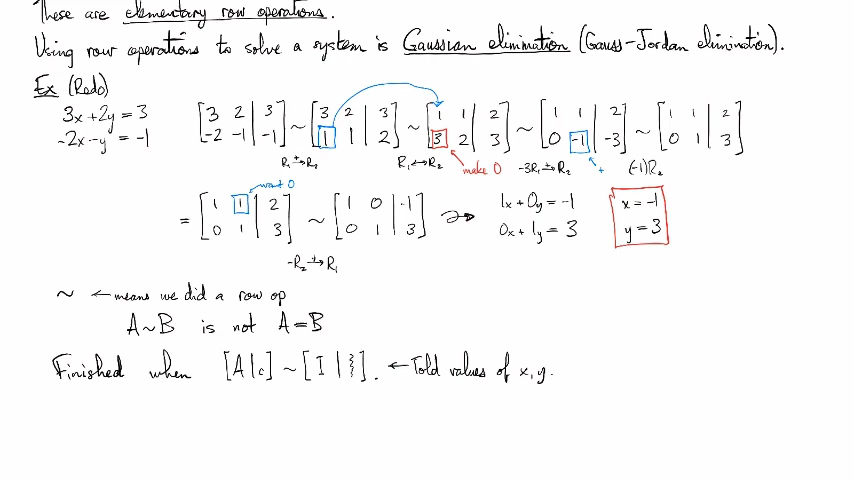 These are elementary row operations.
Using row operations to solve a system is Gaussian elimination (Gauss-Jordan elimination).
Ex (Redo)
3x+2y=3
-2x-y=-1
[3 2 | 3; -2 -1 | -1] ~ [3 2 | 3; 1 1 | 2] ~ [1 1 | 2; 3 2 | 3] ~ [1 1 | 2; 0 -1 | -3] ~ [1 1 | 2; 0 1 | 3]
R₁ +→ R₂ R₁ ↔ R₂ make 0 -3R₁ +→ R₂ + (-1)R₂
want 0
= [1 1 | 2; 0 1 | 3] ~ [1 0 | -1; 0 1 | 3]
-R₂ +→ R₁
1x+0y=-1
0x+1y=3
x=-1
y=3
~ ← means we did a row op
A~B is not A=B
Finished when [A|c] ~ [I | ]. ← Told values of x, y.